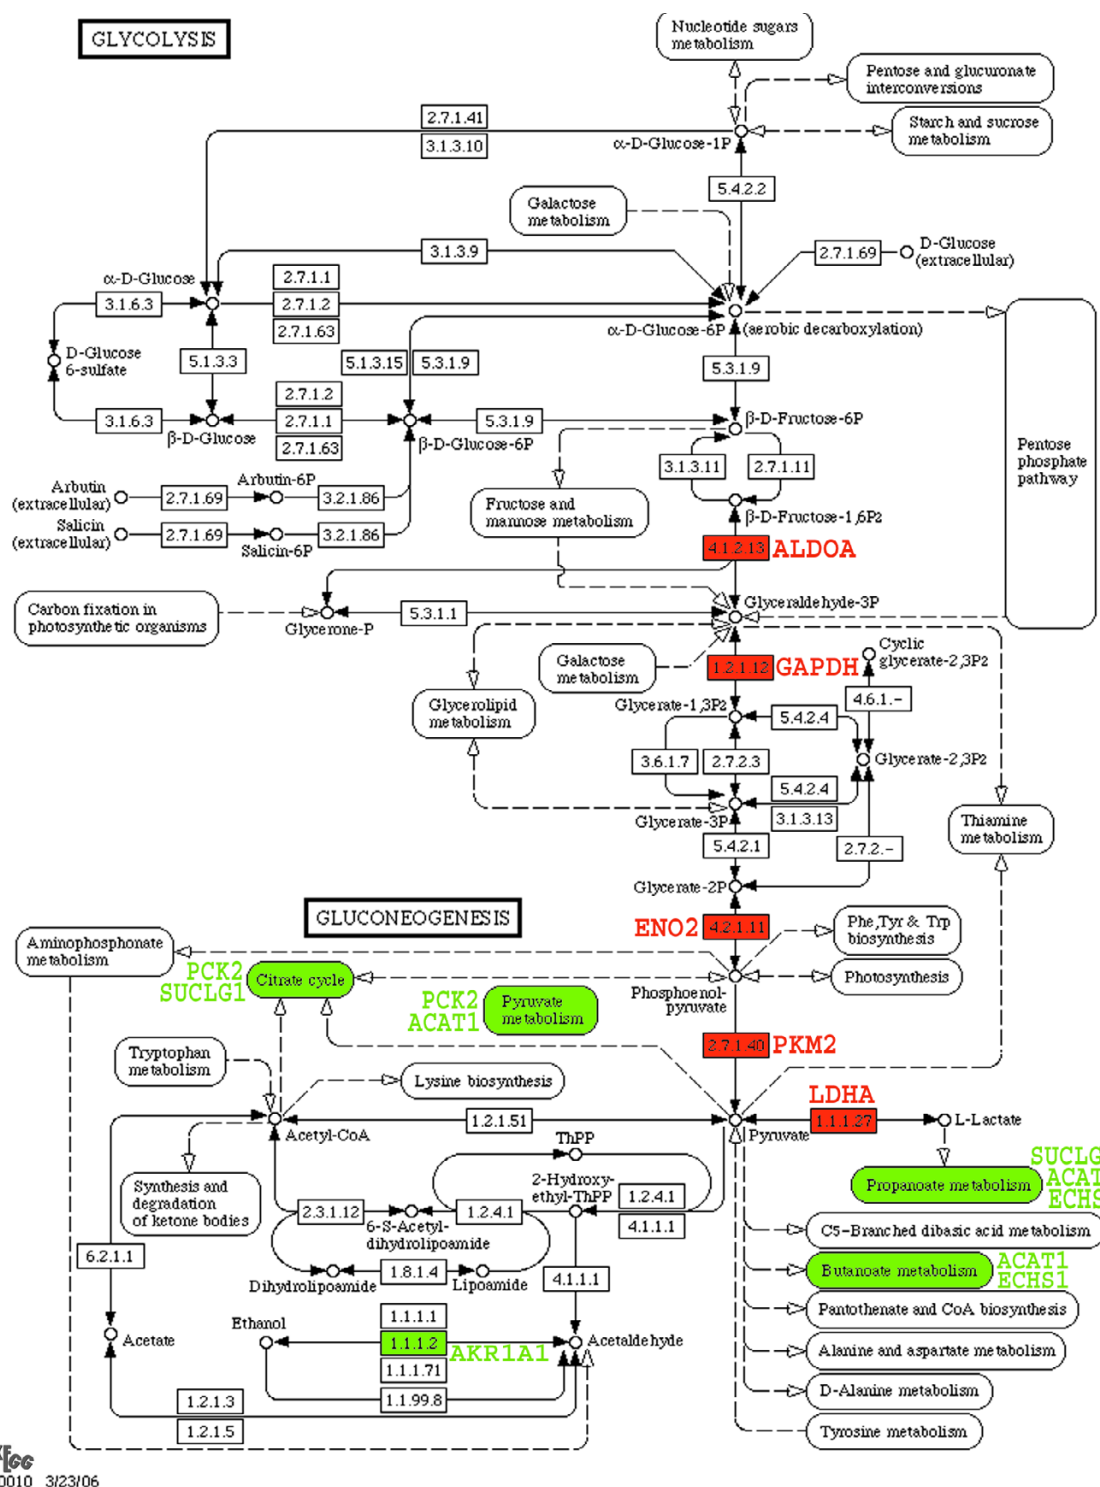 GLYCOLYSIS
Nucleotide sugars
metabolism
Pentose and glucuronate
interconversions
Starch and sucrose
metabolism
2.7.1.41
3.1.3.10
α-D-Glucose-1P
5.4.2.2
Galactose
metabolism
3.1.3.9
2.7.1.69
D-Glucose
(extracellular)
α-D-Glucose
2.7.1.1
3.1.6.3
2.7.1.2
2.7.1.63
α-D-Glucose-6P
(aerobic decarboxylation)
D-Glucose
6-sulfate
5.1.3.3
5.1.3.15
5.3.1.9
5.3.1.9
2.7.1.2
3.1.6.3
2.7.1.1
5.3.1.9
β-D-Fructose-6P
β-D-Glucose
2.7.1.63
β-D-Glucose-6P
Pentose
phosphate
pathway
3.1.3.11
2.7.1.11
Arbutin
(extracellular)
2.7.1.69
Arbutin-6P
3.2.1.86
Fructose and
mannose metabolism
β-D-Fructose-1,6P2
Salicin
(extracellular)
2.7.1.69
Salicin-6P
3.2.1.86
4.1.2.13
ALDOA
Carbon fixation in
photosynthetic organisms
Glycerone-P
5.3.1.1
Glyceraldehyde-3P
Galactose
metabolism
1.2.1.12
GAPDH
Cyclic
glycerate-2,3P2
Glycerolipid
metabolism
4.6.1.-
Glycerate-1,3P2
5.4.2.4
3.6.1.7
2.7.2.3
Glycerate-2,3P2
5.4.2.4
3.1.3.13
Glycerate-3P
Thiamine
metabolism
5.4.2.1
2.7.2.-
Glycerate-2P
GLUCONEOGENESIS
ENO2
4.2.1.11
Phe,Tyr & Trp
biosynthesis
Aminophosphonate
metabolism
PCK2
SUCLG1
Citrate cycle
PCK2
ACAT1
Pyruvate
metabolism
Phosphoenol-
pyruvate
Photosynthesis
2.7.1.40
PKM2
Tryptophan
metabolism
Lysine biosynthesis
LDHA
Acetyl-CoA
1.2.1.51
Pyruvate
1.1.1.27
L-Lactate
ThPP
Synthesis and
degradation
of ketone bodies
2-Hydroxy-
ethyl-ThPP
1.2.4.1
4.1.1.1
Propanoate metabolism
SUCLG
ACAT
ECHS
2.3.1.12
6-S-Acetyl-
dihydrolipoamide
1.2.4.1
C5-Branched dibasic acid metabolism
6.2.1.1
Dihydrolipoamide
1.8.1.4
Lipoamide
4.1.1.1
Butanoate metabolism
ACAT1
ECHS1
Pantothenate and CoA biosynthesis
Acetate
Ethanol
1.1.1.1
1.1.1.2
AKR1A1
Acetaldehyde
1.1.1.71
1.1.99.8
Alanine and aspartate metabolism
D-Alanine metabolism
1.2.1.3
1.2.1.5
Tyrosine metabolism
KEGG
0010 3/23/06